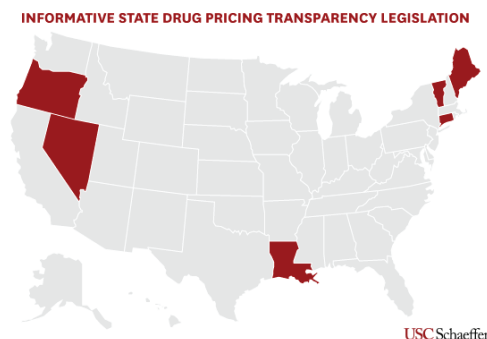 INFORMATIVE STATE DRUG PRICING TRANSPARENCY LEGISLATION
USC Schaeffer